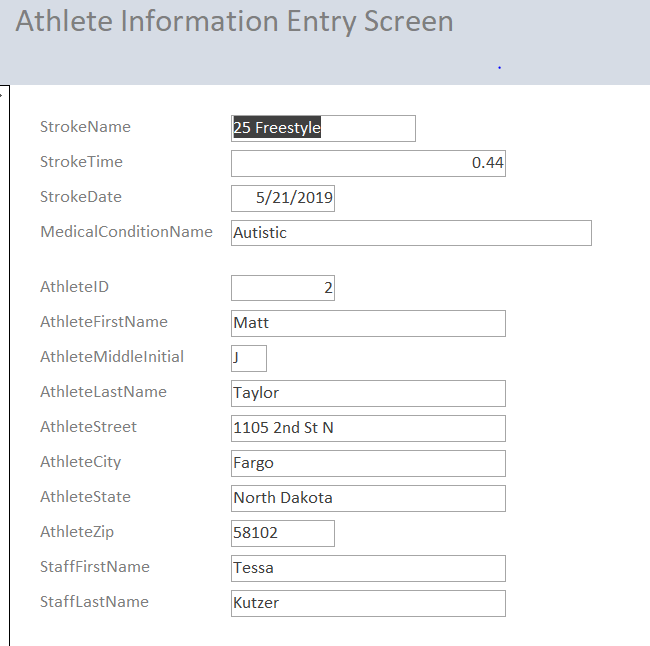 Athlete Information Entry Screen
StrokeName 25 Freestyle
StrokeTime 0.44
StrokeDate 5/21/2019
MedicalConditionName Autistic
AthleteID 2
AthleteFirstName Matt
AthleteMiddleInitial J
AthleteLastName Taylor
AthleteStreet 1105 2nd St N
AthleteCity Fargo
AthleteState North Dakota
AthleteZip 58102
StaffFirstName Tessa
StaffLastName Kutzer